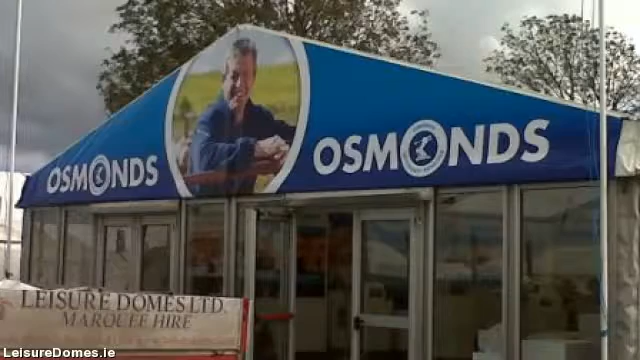 OSMONDS
OSMONDS
LEISURE DOMES LTD.
MARQUEE HIRE
LeisureDomes.ie